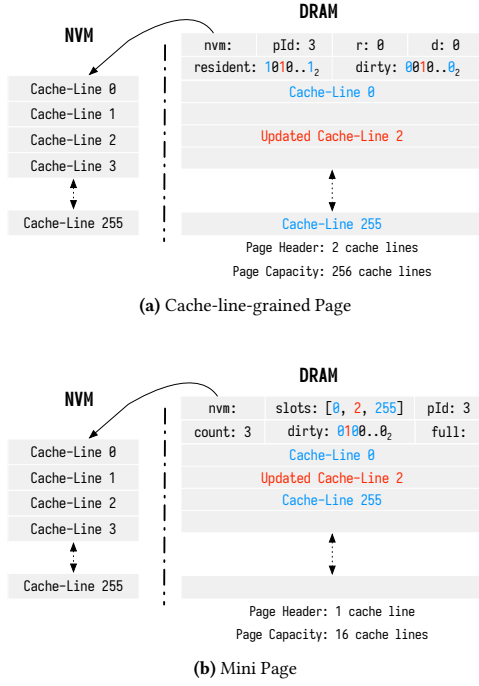 DRAM
NVM
nvm: pId: 3 r: 0 d: 0
resident: 1010..1₂ dirty: 0010..0₂
Cache-Line 0
Cache-Line 0
Cache-Line 1
Cache-Line 2
Updated Cache-Line 2
Cache-Line 3
Cache-Line 255
Cache-Line 255
Page Header: 2 cache lines
Page Capacity: 256 cache lines
(a) Cache-line-grained Page
DRAM
NVM
nvm: slots: [0, 2, 255] pId: 3
count: 3 dirty: 0100..0₂ full:
Cache-Line 0
Cache-Line 0
Cache-Line 1
Updated Cache-Line 2
Cache-Line 2
Cache-Line 255
Cache-Line 3
Cache-Line 255
Page Header: 1 cache line
Page Capacity: 16 cache lines
(b) Mini Page